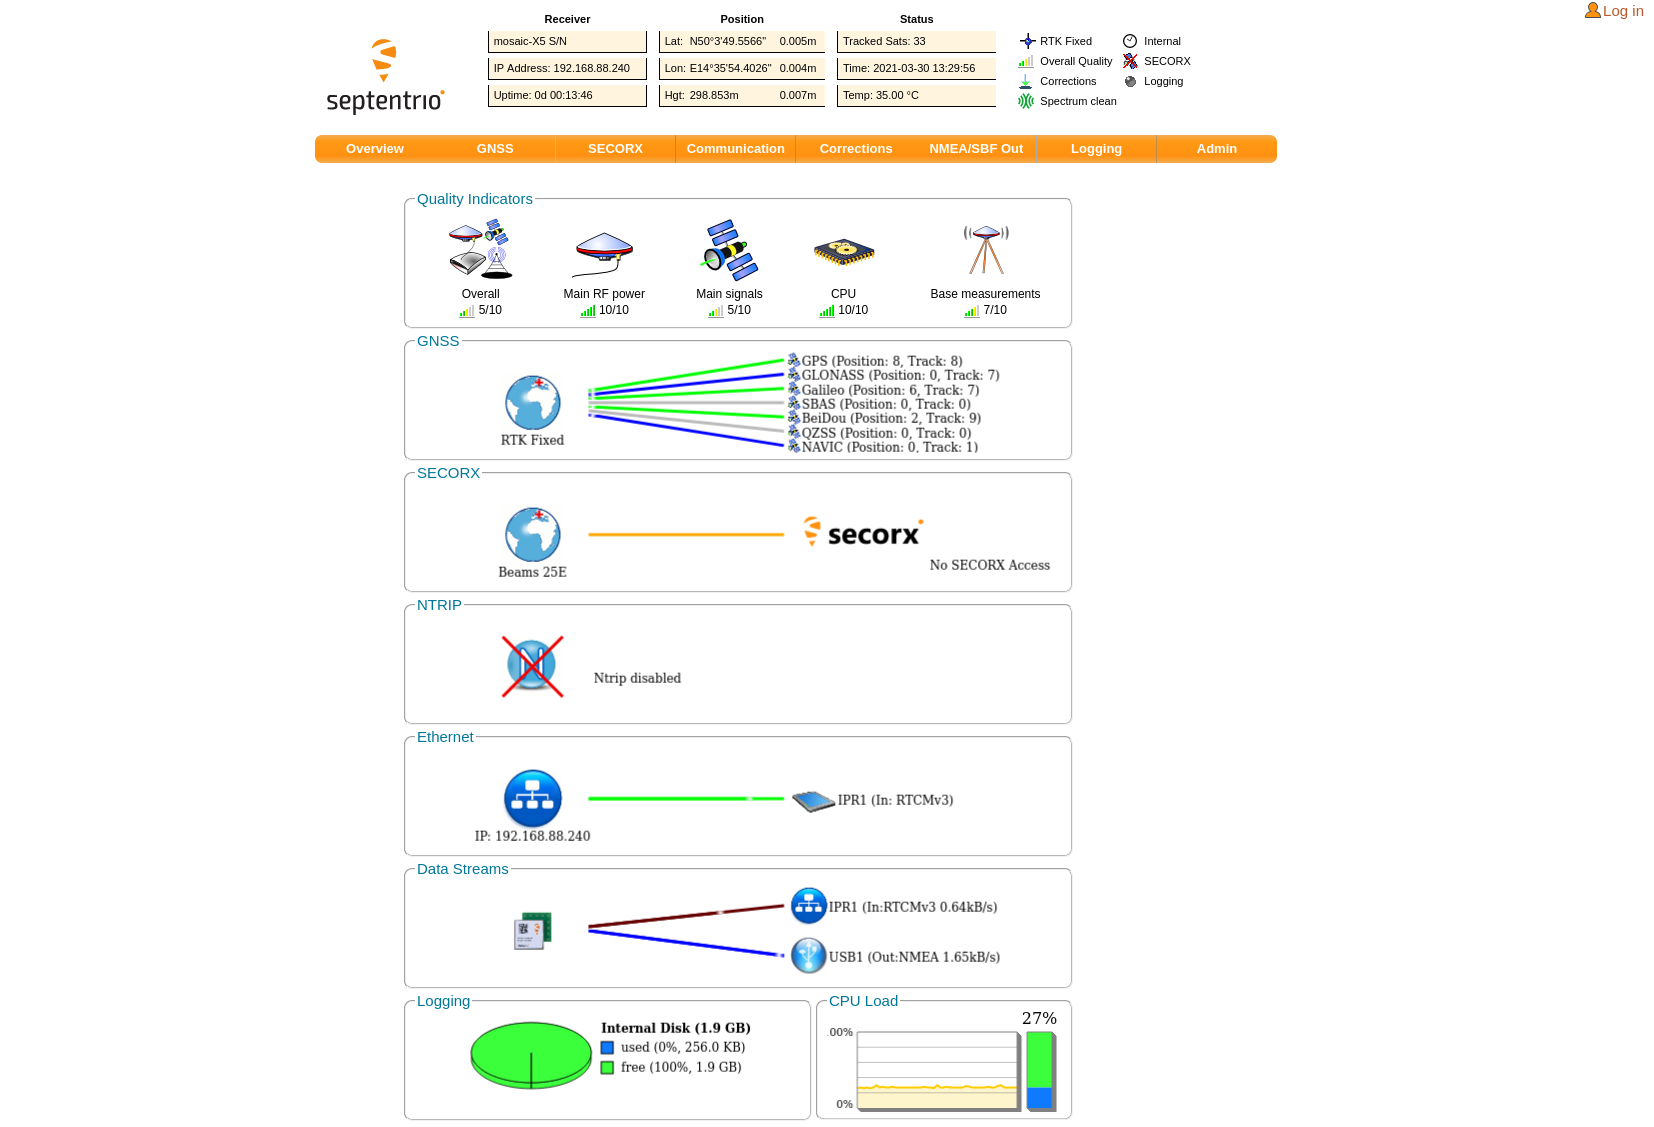 Log in
Receiver Position Status
septentrio
mosaic-X5 S/N Lat: N50°3'49.5566" 0.005m Tracked Sats: 33 RTK Fixed Internal
IP Address: 192.168.88.240 Lon: E14°35'54.4026" 0.004m Time: 2021-03-30 13:29:56 Overall Quality SECORX
Corrections Logging
Uptime: 0d 00:13:46 Hgt: 298.853m 0.007m Temp: 35.00 °C Spectrum clean
Overview GNSS SECORX Communication Corrections NMEA/SBF Out Logging Admin
Quality Indicators
Overall Main RF power Main signals CPU Base measurements
5/10 10/10 5/10 10/10 7/10
GNSS
GPS (Position: 8, Track: 8)
GLONASS (Position: 0, Track: 7)
Galileo (Position: 6, Track: 7)
SBAS (Position: 0, Track: 0)
BeiDou (Position: 2, Track: 9)
QZSS (Position: 0, Track: 0)
NAVIC (Position: 0, Track: 1)
RTK Fixed
SECORX
secorx
No SECORX Access
Beams 25E
NTRIP
Ntrip disabled
Ethernet
IPR1 (In: RTCMv3)
IP: 192.168.88.240
Data Streams
IPR1 (In:RTCMv3 0.64kB/s)
USB1 (Out:NMEA 1.65kB/s)
Logging
Internal Disk (1.9 GB)
used (0%, 256.0 KB)
free (100%, 1.9 GB)
CPU Load
27%
00%
0%